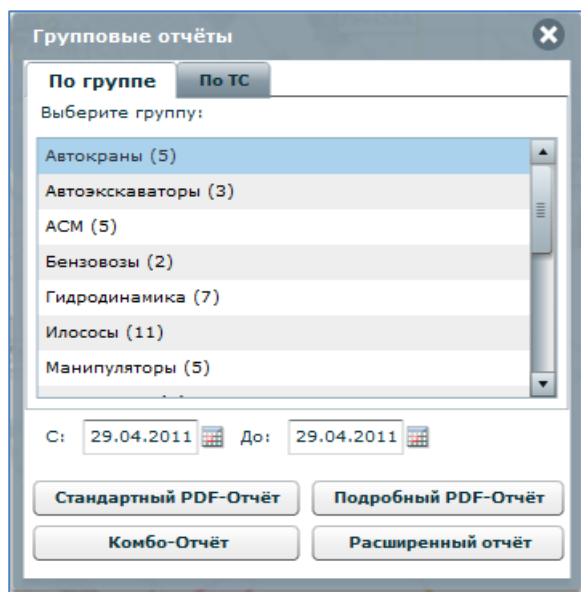 Групповые отчёты
По группе По ТС
Выберите группу:
Автокраны (5)
Автоэкскаваторы (3)
АСМ (5)
Бензовозы (2)
Гидродинамика (7)
Илососы (11)
Манипуляторы (5)
С: 29.04.2011 До: 29.04.2011
Стандартный PDF-Отчёт Подробный PDF-Отчёт
Комбо-Отчёт Расширенный отчёт